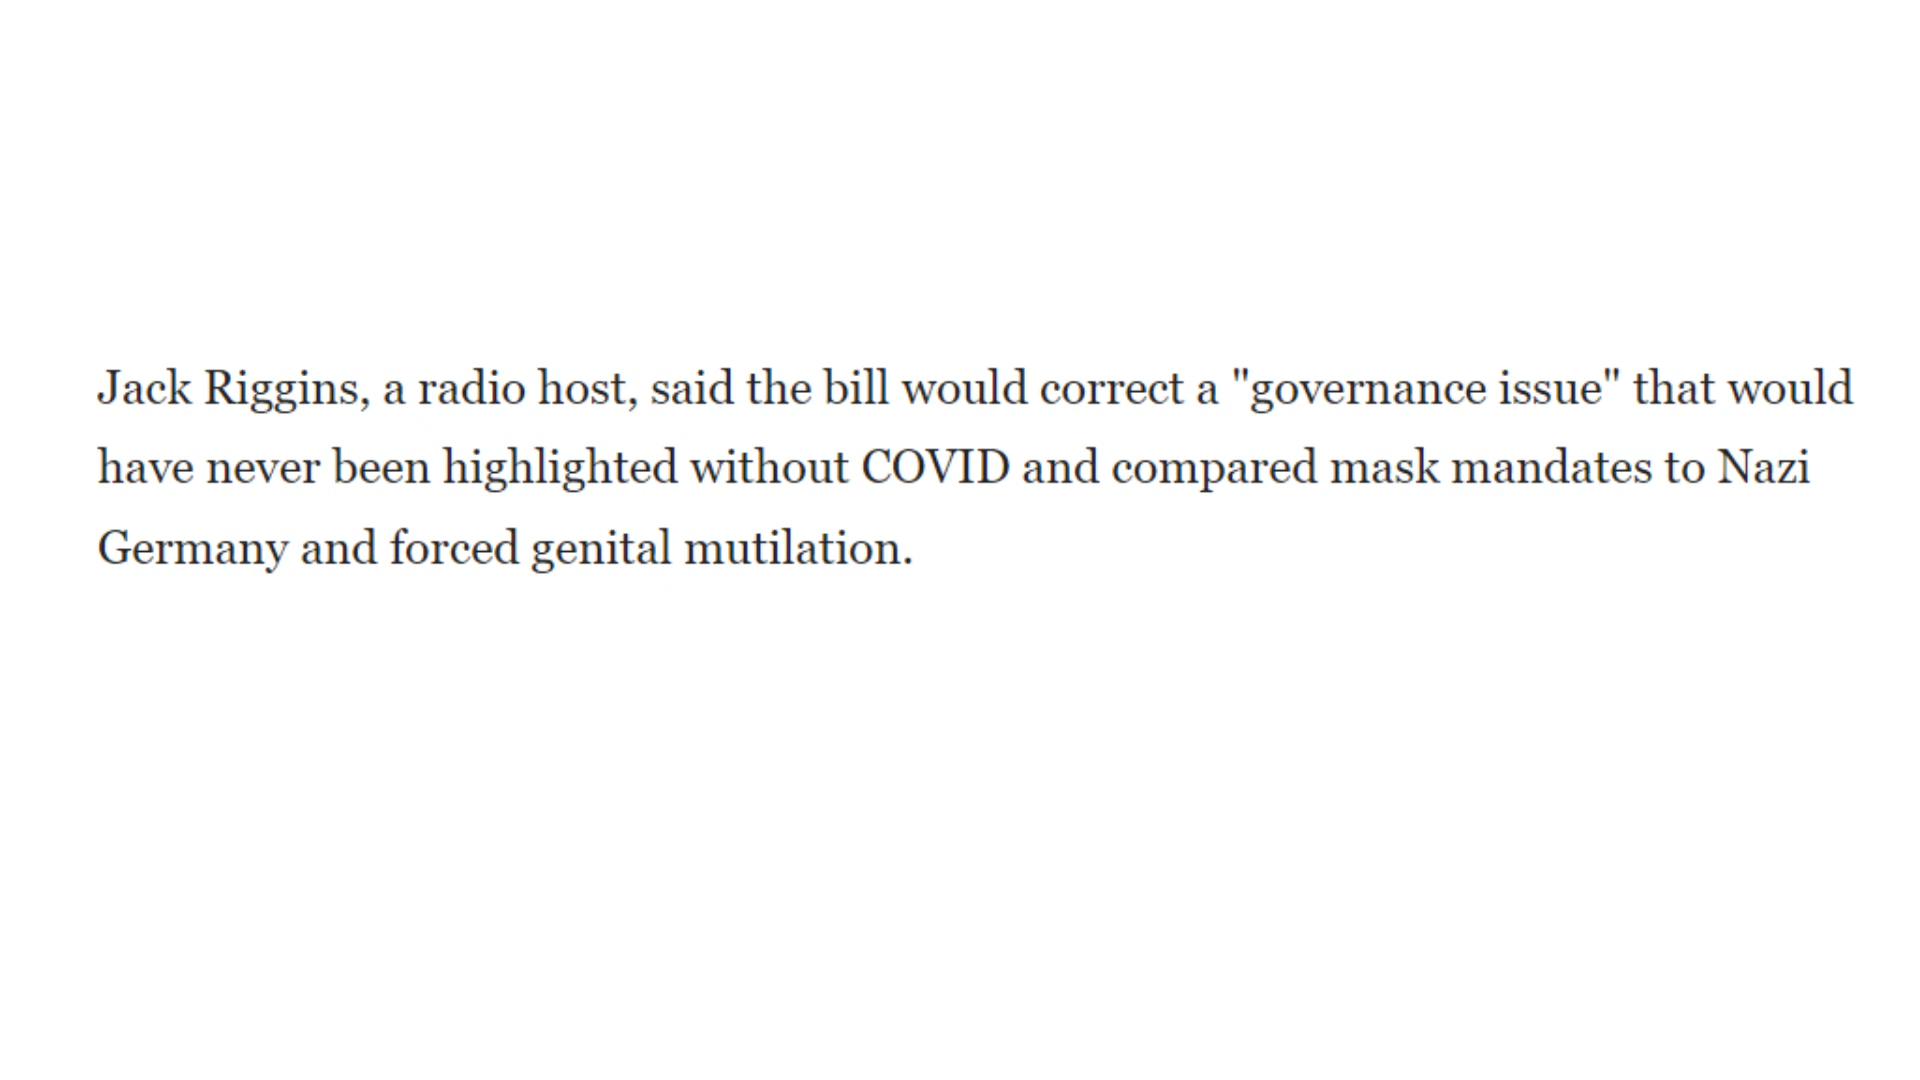 Jack Riggins, a radio host, said the bill would correct a "governance issue" that would
have never been highlighted without COVID and compared mask mandates to Nazi
Germany and forced genital mutilation.